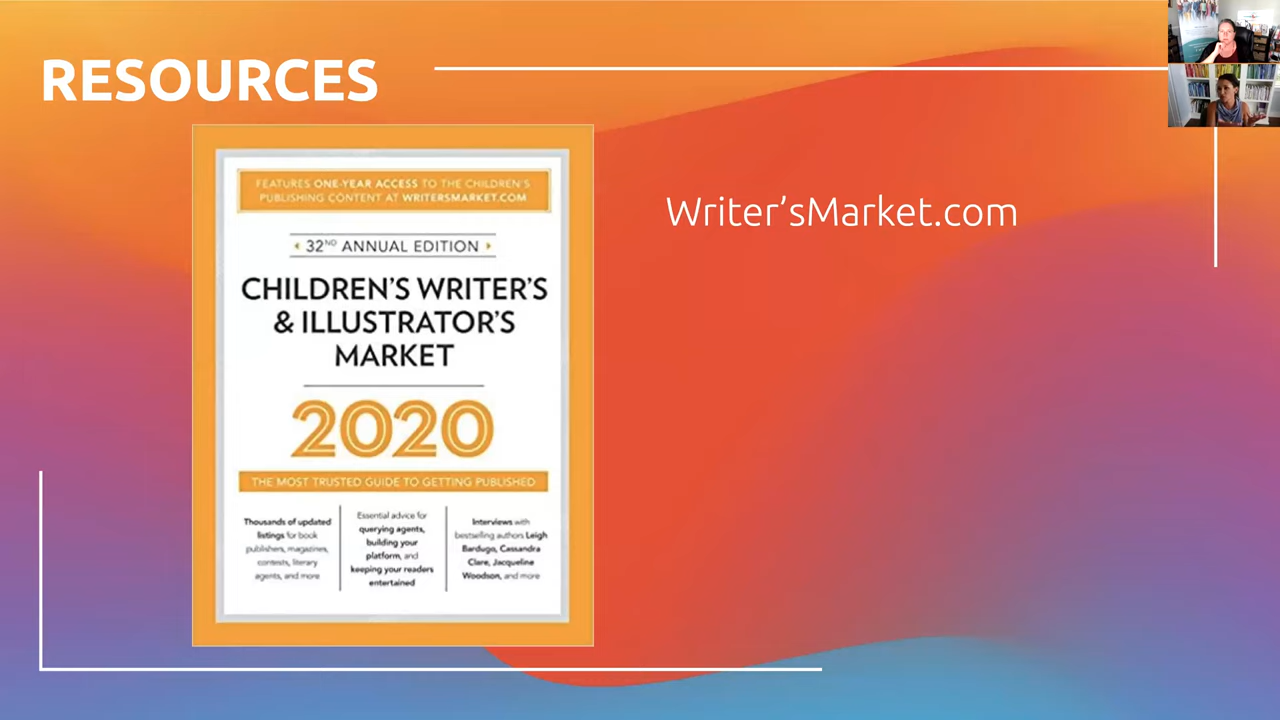 RESOURCES
FEATURES ONE-YEAR ACCESS TO THE CHILDREN'S
PUBLISHING CONTENT AT WRITERSMARKET.COM
32ND ANNUAL EDITION
CHILDREN'S WRITER'S
& ILLUSTRATOR'S
MARKET
2020
THE MOST TRUSTED GUIDE TO GETTING PUBLISHED
Thousands of updated
listings for book
publishers, magazines,
contests, literary
agents, and more
Essential advice for
querying agents,
building your
platform, and
keeping your readers
entertained
Interviews with
bestselling authors Leigh
Bardugo, Cassandra
Clare, Jacqueline
Woodson, and more
Writer’sMarket.com